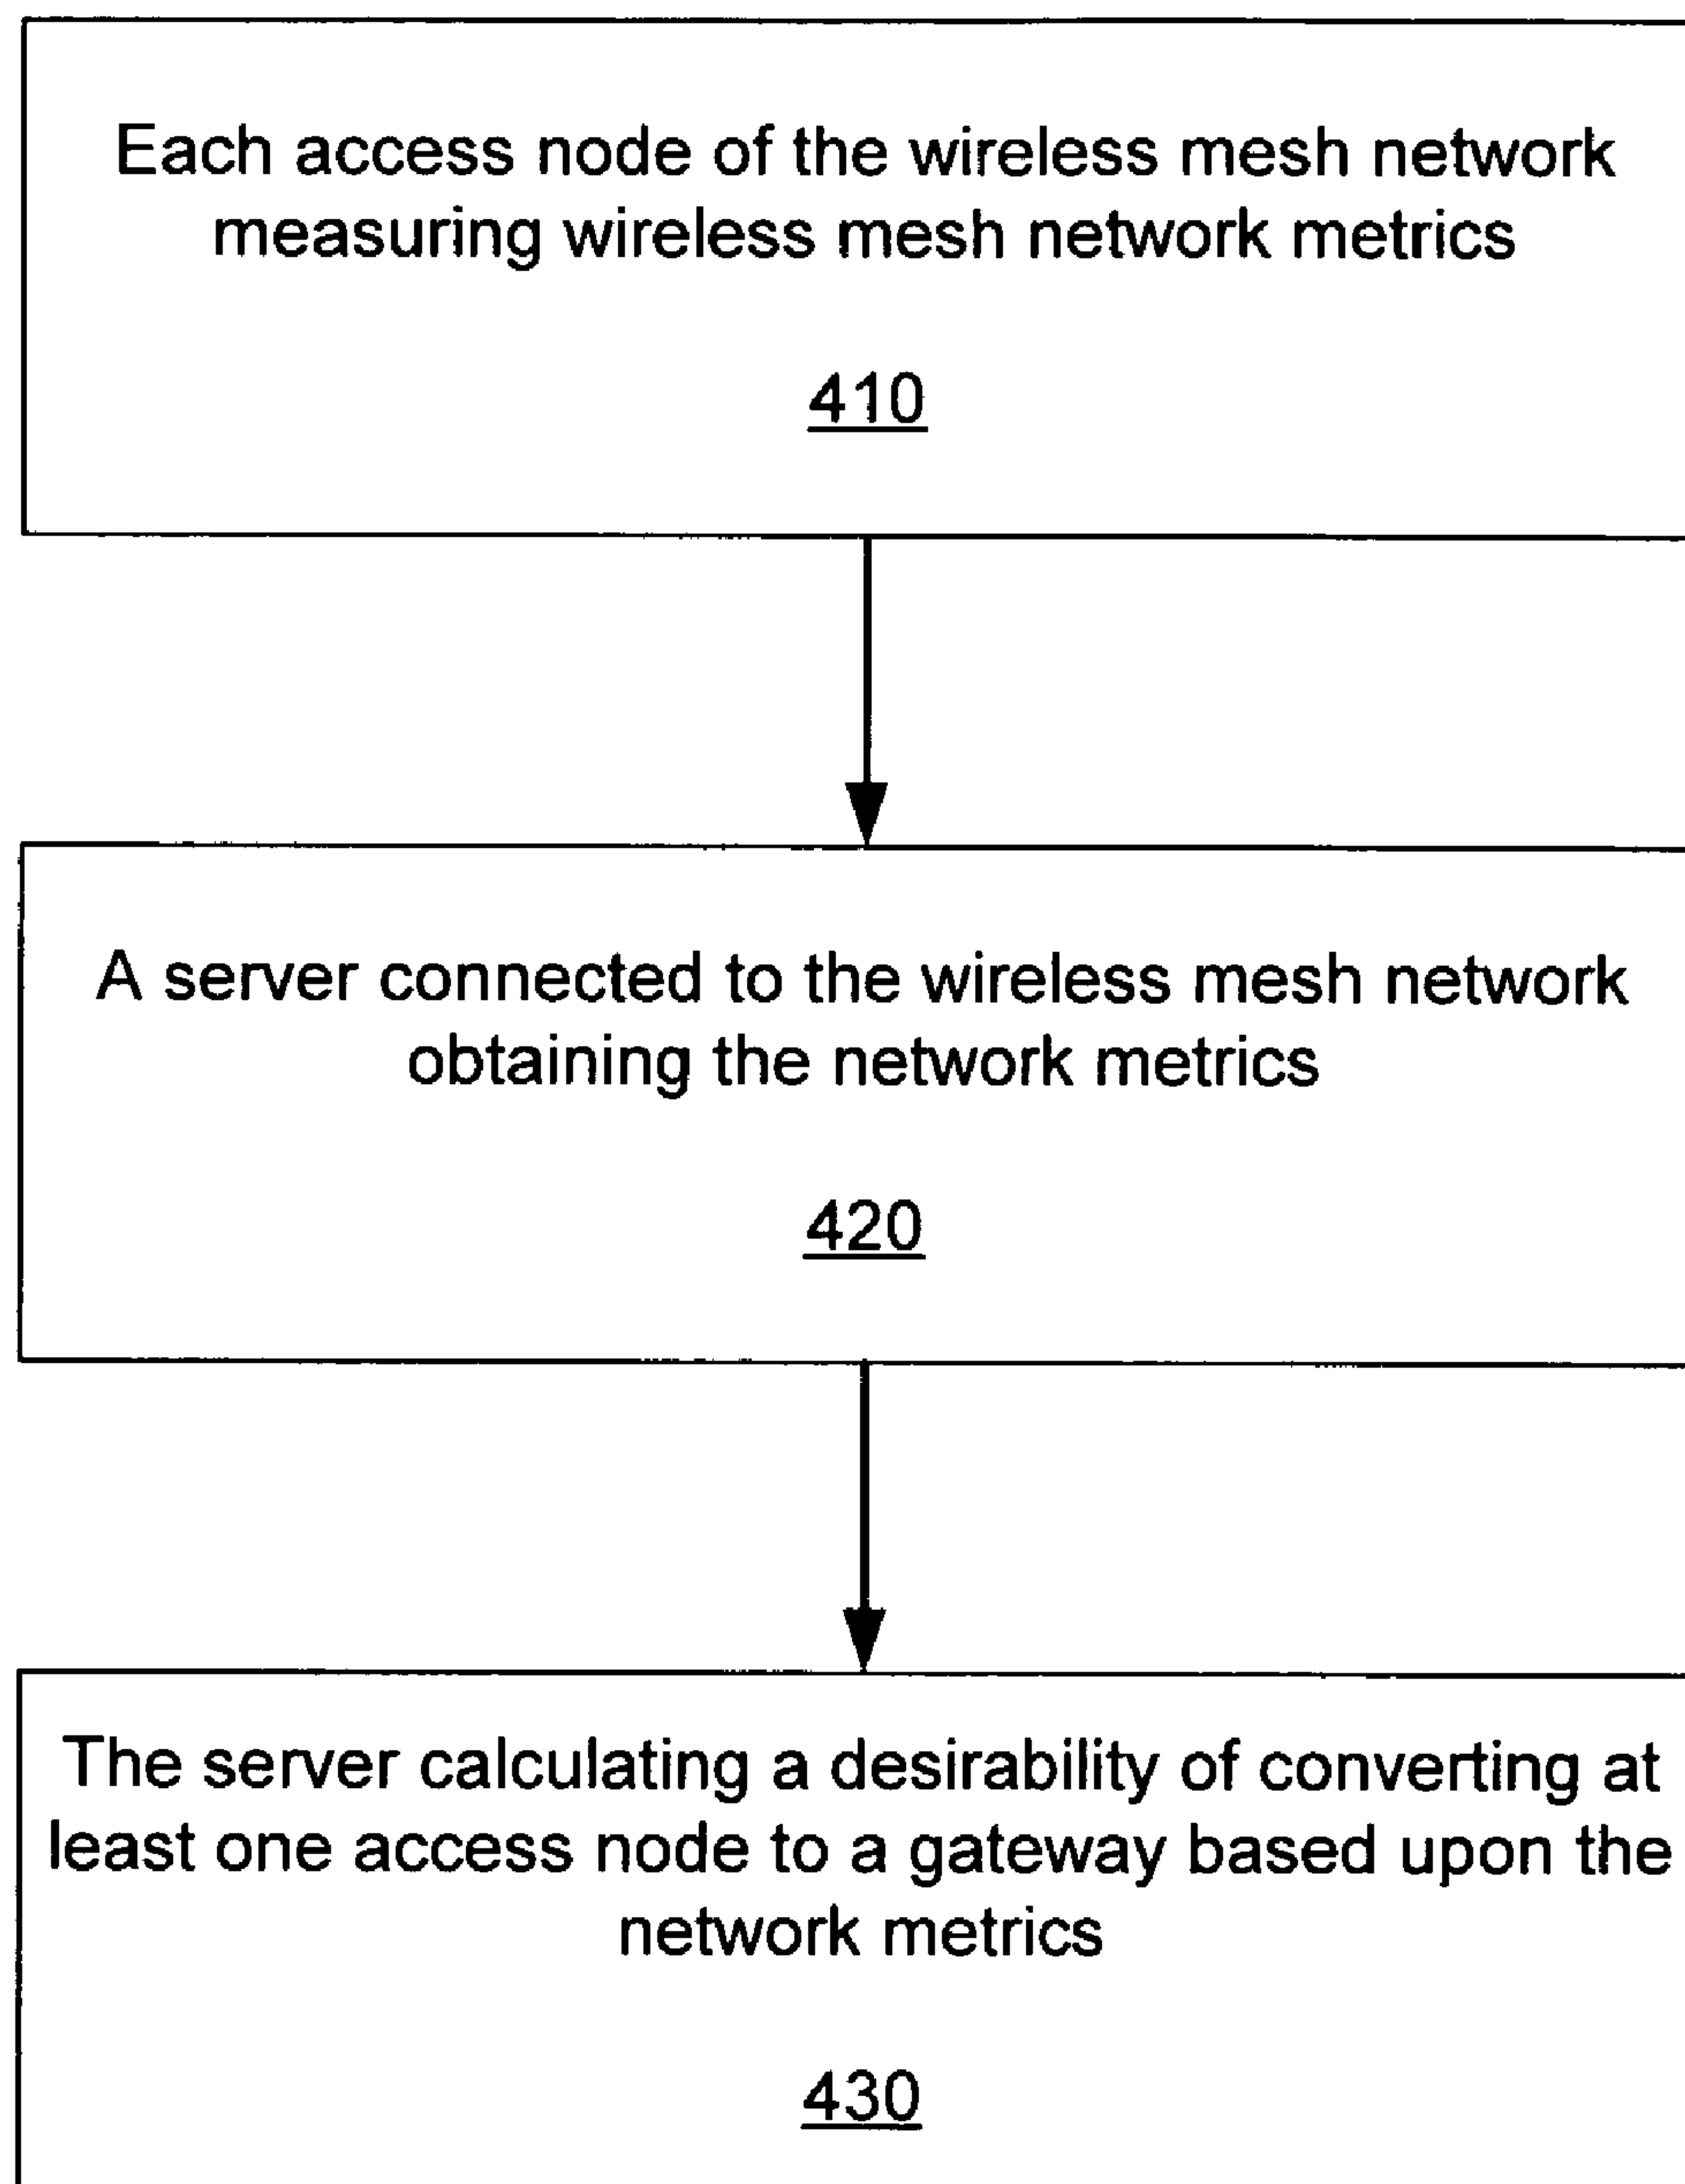 Each access node of the wireless mesh network
measuring wireless mesh network metrics
410
A server connected to the wireless mesh network
obtaining the network metrics
420
The server calculating a desirability of converting at
least one access node to a gateway based upon the
network metrics
430